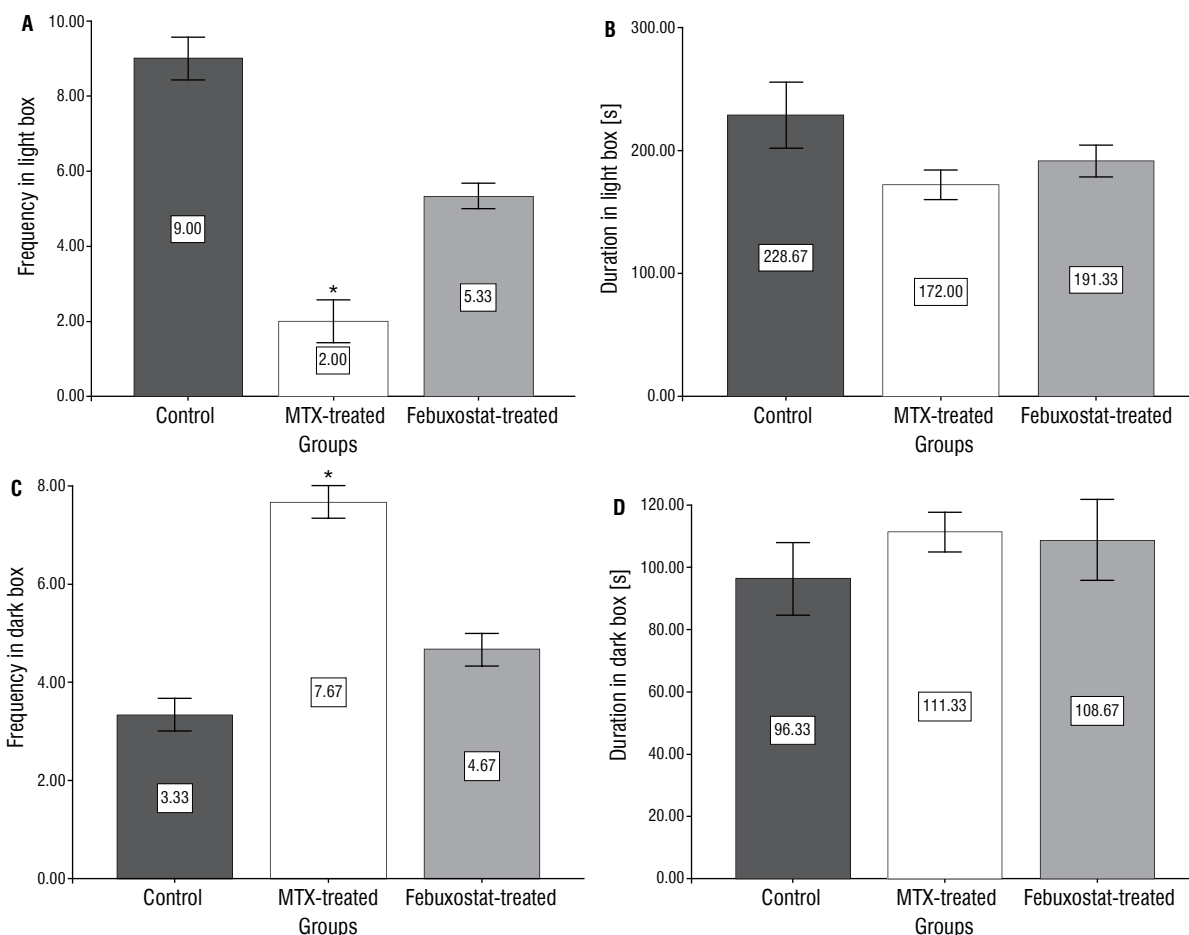 A
Frequency in light box
10.00
8.00
6.00
4.00
2.00
0.00
9.00
*
2.00
5.33
Control
MTX-treated
Febuxostat-treated
Groups
B
Duration in light box [s]
300.00
200.00
100.00
0.00
228.67
172.00
191.33
Control
MTX-treated
Febuxostat-treated
Groups
C
Frequency in dark box
8.00
6.00
4.00
2.00
0.00
3.33
*
7.67
4.67
Control
MTX-treated
Febuxostat-treated
Groups
D
Duration in dark box [s]
120.00
100.00
80.00
60.00
40.00
20.00
0.00
96.33
111.33
108.67
Control
MTX-treated
Febuxostat-treated
Groups